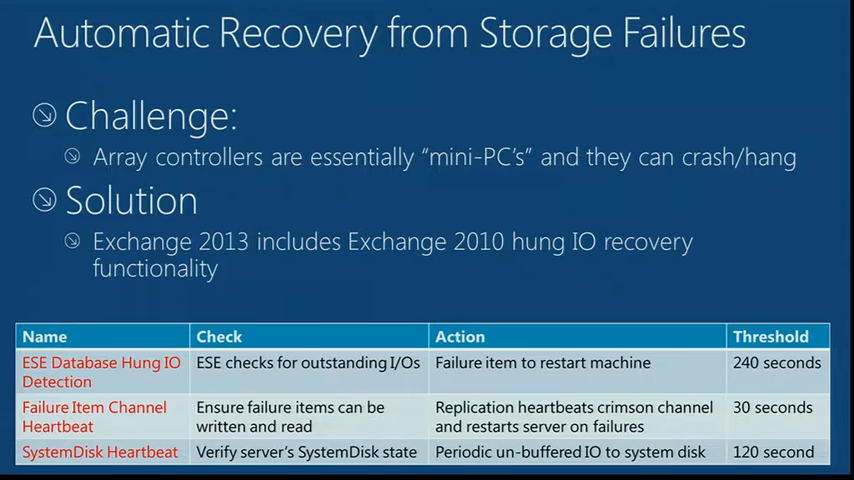 Automatic Recovery from Storage Failures
Challenge:
Array controllers are essentially “mini-PC’s” and they can crash/hang
Solution
Exchange 2013 includes Exchange 2010 hung IO recovery
functionality
Name Check Action Threshold
ESE Database Hung IO ESE checks for outstanding I/Os Failure item to restart machine 240 seconds
Detection
Failure Item Channel Ensure failure items can be Replication heartbeats crimson channel 30 seconds
Heartbeat written and read and restarts server on failures
SystemDisk Heartbeat Verify server’s SystemDisk state Periodic un-buffered IO to system disk 120 second